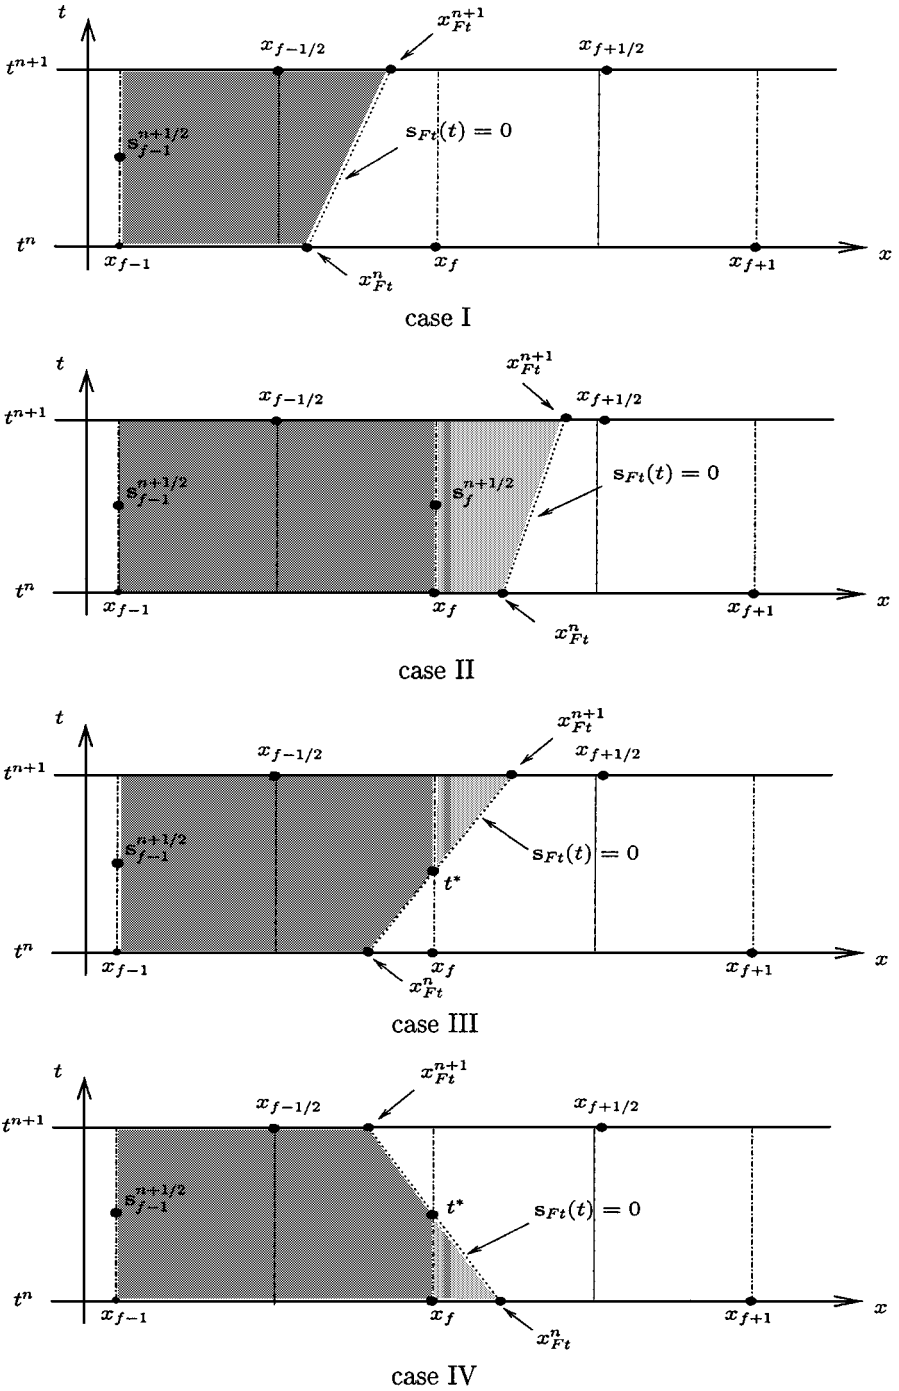 t
x_{Ft}^{n+1}
x_{f-1/2} x_{f+1/2}
t^{n+1}
s_{f-1}^{n+1/2} s_{Ft}(t) = 0
t^n
x_{f-1} x_f x_{f+1} x
x_{Ft}^n
case I
t
x_{Ft}^{n+1}
x_{f-1/2} x_{f+1/2}
t^{n+1}
s_{f-1}^{n+1/2} s_f^{n+1/2} s_{Ft}(t) = 0
t^n
x_{f-1} x_f x_{f+1} x
x_{Ft}^n
case II
t
x_{Ft}^{n+1}
x_{f-1/2} x_{f+1/2}
t^{n+1}
s_{f-1}^{n+1/2} s_{Ft}(t) = 0
t*
t^n
x_{f-1} x_f x_{f+1} x
x_{Ft}^n
case III
t
x_{Ft}^{n+1}
x_{f-1/2} x_{f+1/2}
t^{n+1}
s_{f-1}^{n+1/2} t* s_{Ft}(t) = 0
t^n
x_{f-1} x_f x_{f+1} x
x_{Ft}^n
case IV